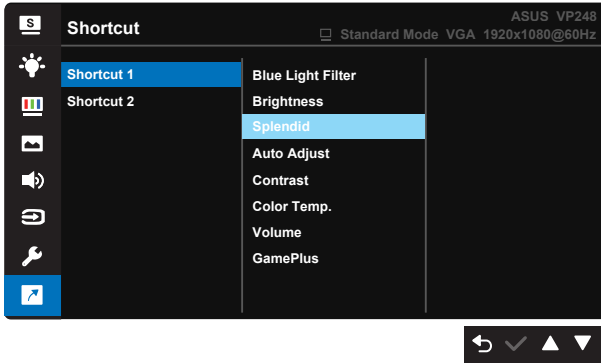 S
Shortcut
ASUS VP248
Standard Mode VGA 1920x1080@60Hz
Shortcut 1
Shortcut 2
Blue Light Filter
Brightness
Splendid
Auto Adjust
Contrast
Color Temp.
Volume
GamePlus